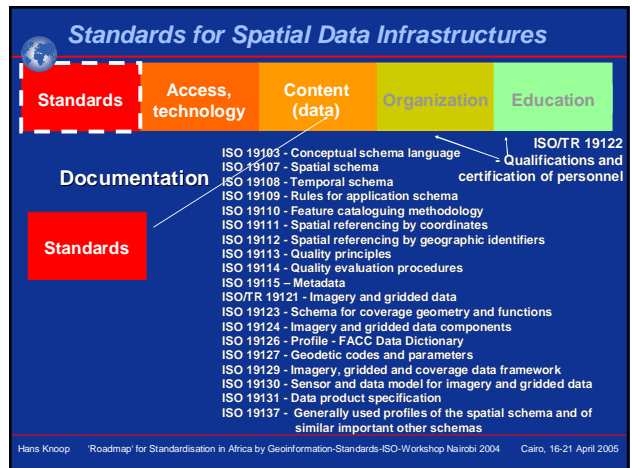 Standards for Spatial Data Infrastructures
Standards
Access, technology
Content (data)
Organization
Education
ISO/TR 19122
- Qualifications and
certification of personnel
Documentation
Standards
ISO 19103 - Conceptual schema language
ISO 19107 - Spatial schema
ISO 19108 - Temporal schema
ISO 19109 - Rules for application schema
ISO 19110 - Feature cataloguing methodology
ISO 19111 - Spatial referencing by coordinates
ISO 19112 - Spatial referencing by geographic identifiers
ISO 19113 - Quality principles
ISO 19114 - Quality evaluation procedures
ISO 19115 – Metadata
ISO/TR 19121 - Imagery and gridded data
ISO 19123 - Schema for coverage geometry and functions
ISO 19124 - Imagery and gridded data components
ISO 19126 - Profile - FACC Data Dictionary
ISO 19127 - Geodetic codes and parameters
ISO 19129 - Imagery, gridded and coverage data framework
ISO 19130 - Sensor and data model for imagery and gridded data
ISO 19131 - Data product specification
ISO 19137 - Generally used profiles of the spatial schema and of
similar important other schemas
Hans Knoop 'Roadmap' for Standardisation in Africa by Geoinformation-Standards-ISO-Workshop Nairobi 2004 Cairo, 16-21 April 2005